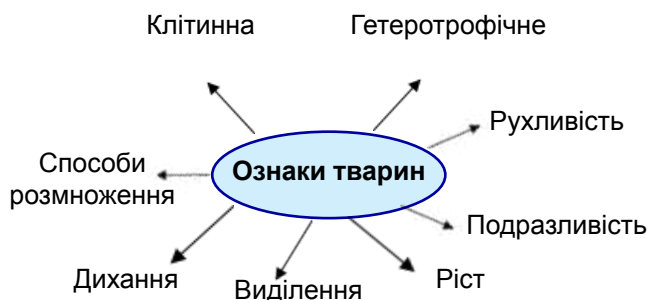 Клітинна
Гетеротрофічне
Рухливість
Ознаки тварин
Способи
розмноження
Подразливість
Дихання
Виділення
Ріст